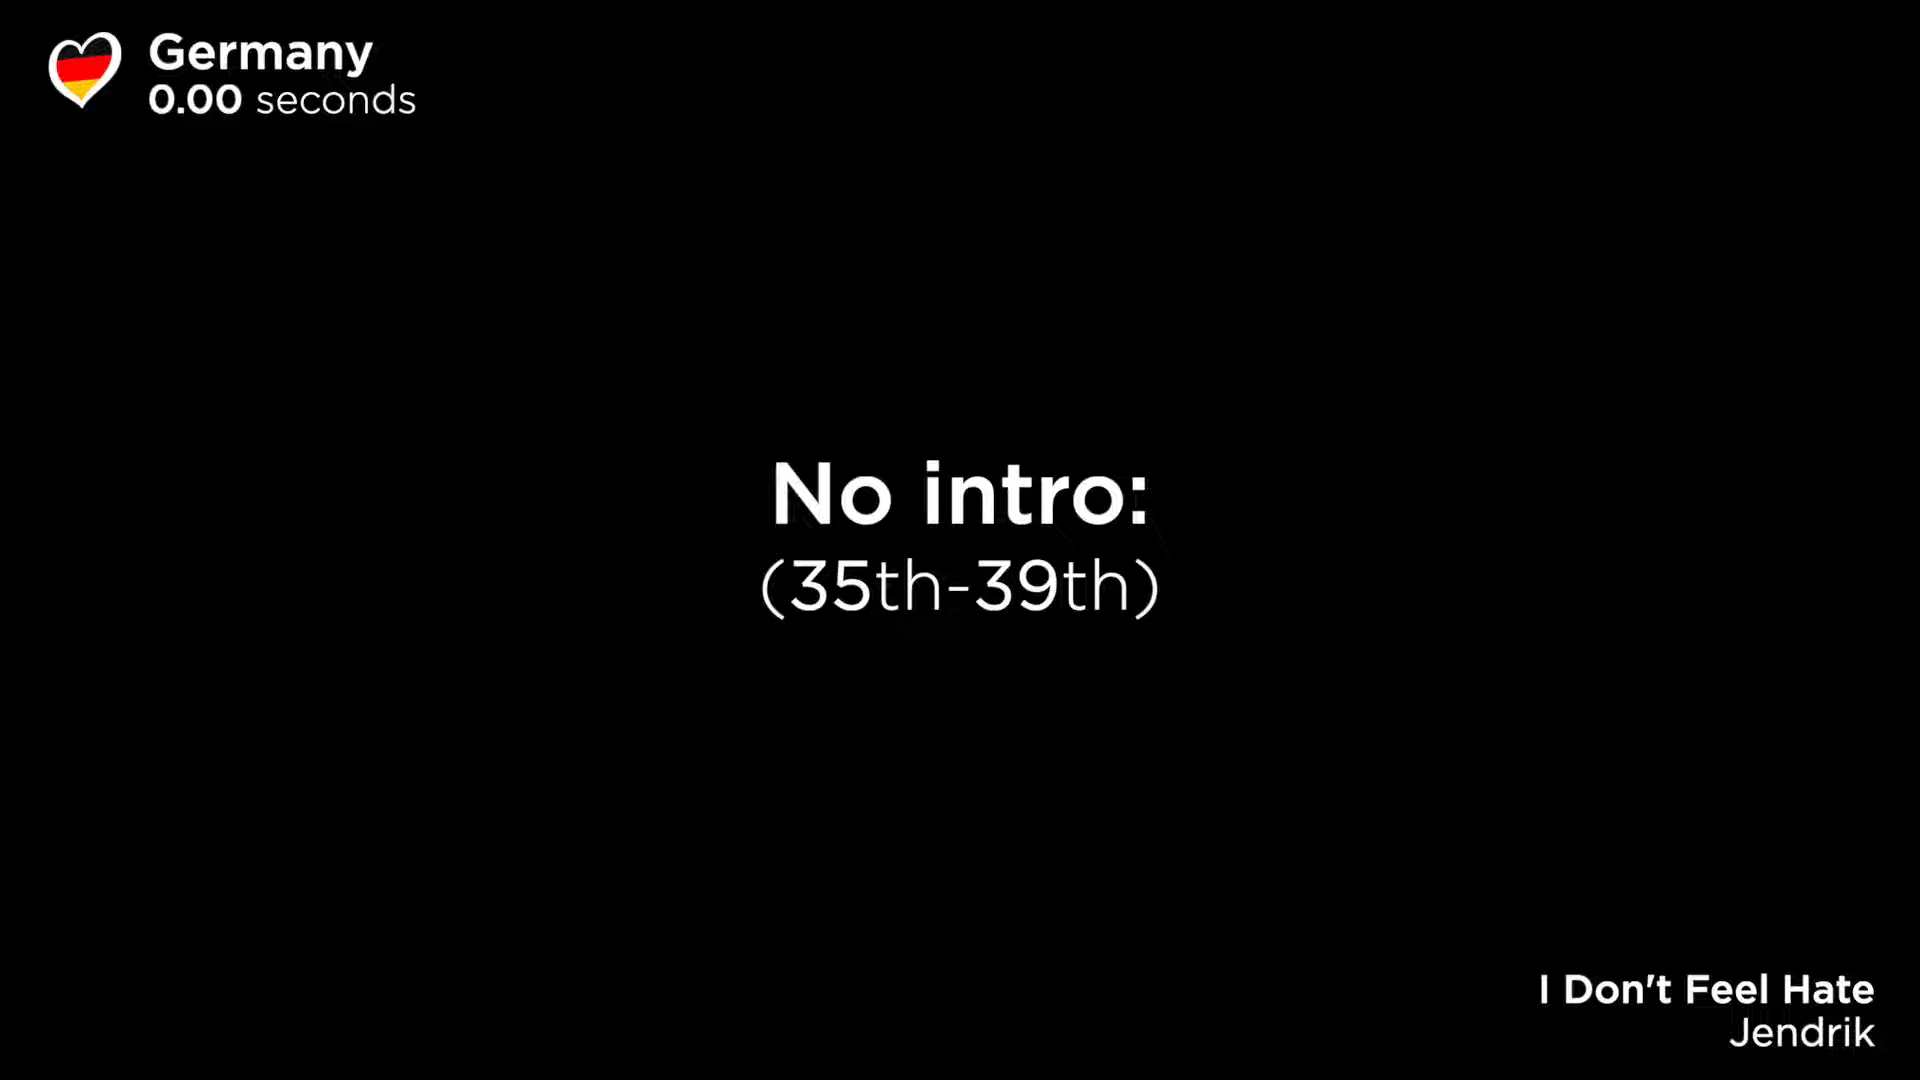 Germany
0.00 seconds
No intro:
(35th-39th)
I Don't Feel Hate
Jendrik